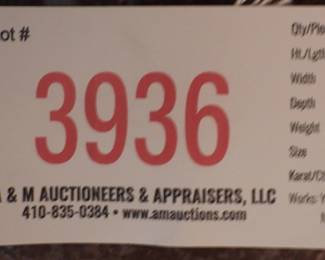 ot #
3936
& M AUCTIONEERS & APPRAISERS, LLC
410-835-0384 • www.amauctions.com
Qty/Pie
Ht./Lgth
Width
Depth
Weight
Size
Karat/Ct
Works: Y